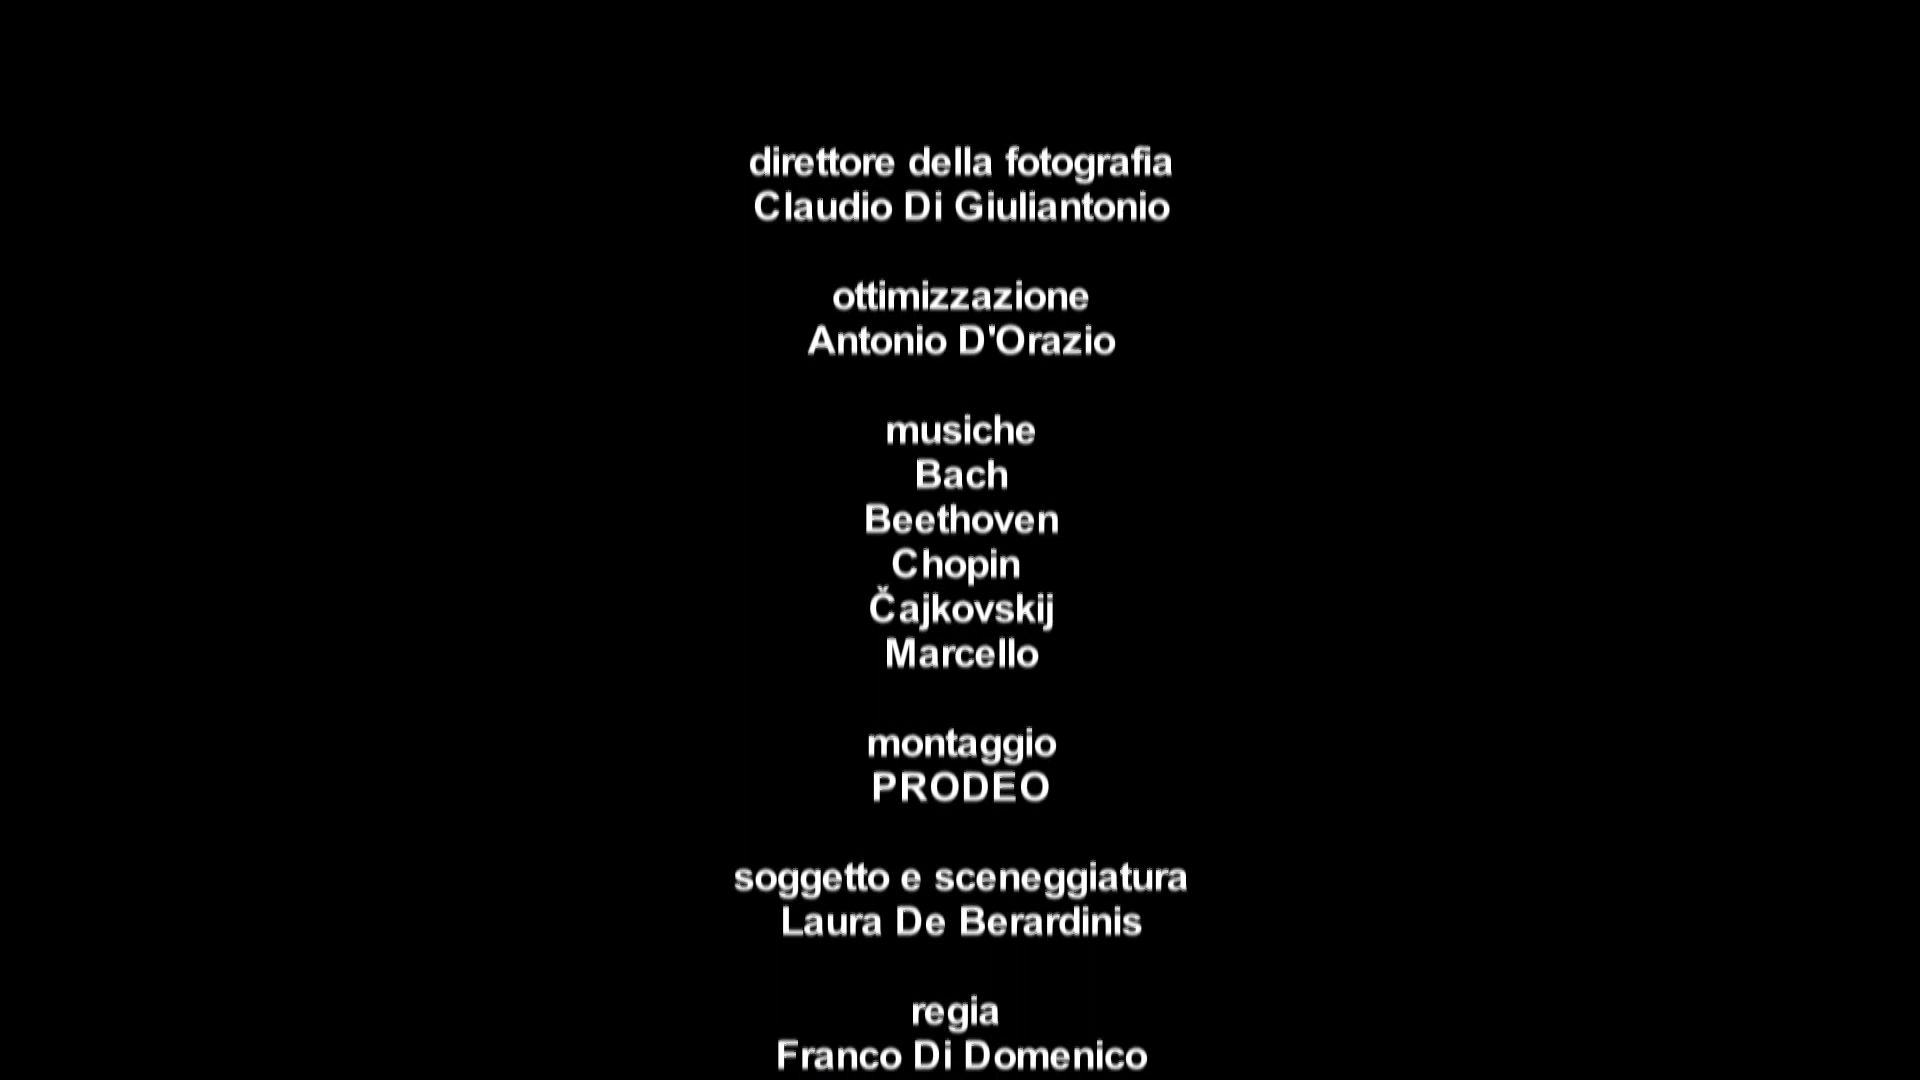 direttore della fotografia
Claudio Di Giuliantonio
ottimizzazione
Antonio D'Orazio
musiche
Bach
Beethoven
Chopin
Čajkovskij
Marcello
montaggio
PRODEO
soggetto e sceneggiatura
Laura De Berardinis
regia
Franco Di Domenico